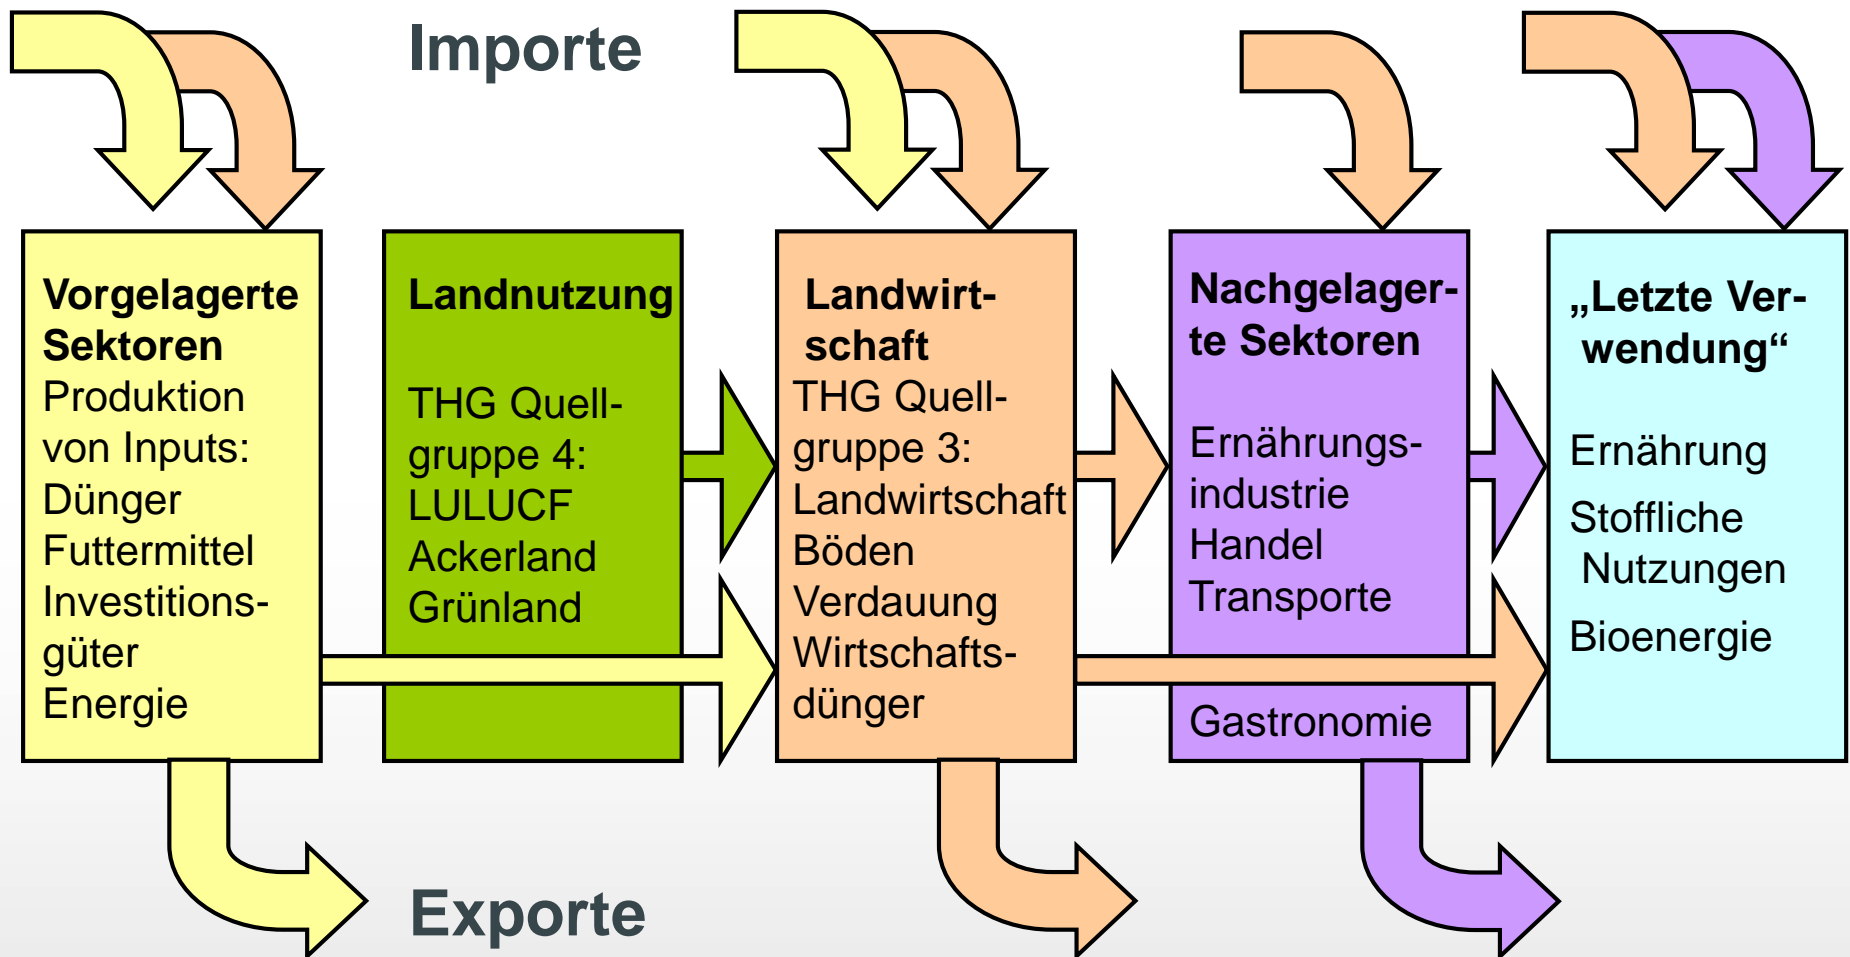 Importe
Vorgelagerte
Sektoren
Produktion
von Inputs:
Dünger
Futtermittel
Investitions-
güter
Energie
Landnutzung
THG Quell-
gruppe 4:
LULUCF
Ackerland
Grünland
Landwirt-
schaft
THG Quell-
gruppe 3:
Landwirtschaft
Böden
Verdauung
Wirtschafts-
dünger
Nachgelager-
te Sektoren
Ernährungs-
industrie
Handel
Transporte
Gastronomie
„Letzte Ver-
wendung“
Ernährung
Stoffliche
Nutzungen
Bioenergie
Exporte